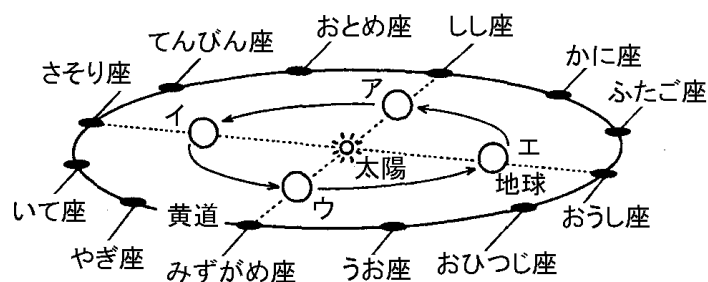 おとめ座
しし座
てんびん座
かに座
さそり座
ア
ふたご座
イ
エ
太陽
地球
ウ
いて座
黄道
おうし座
やぎ座
みずがめ座
うお座
おひつじ座